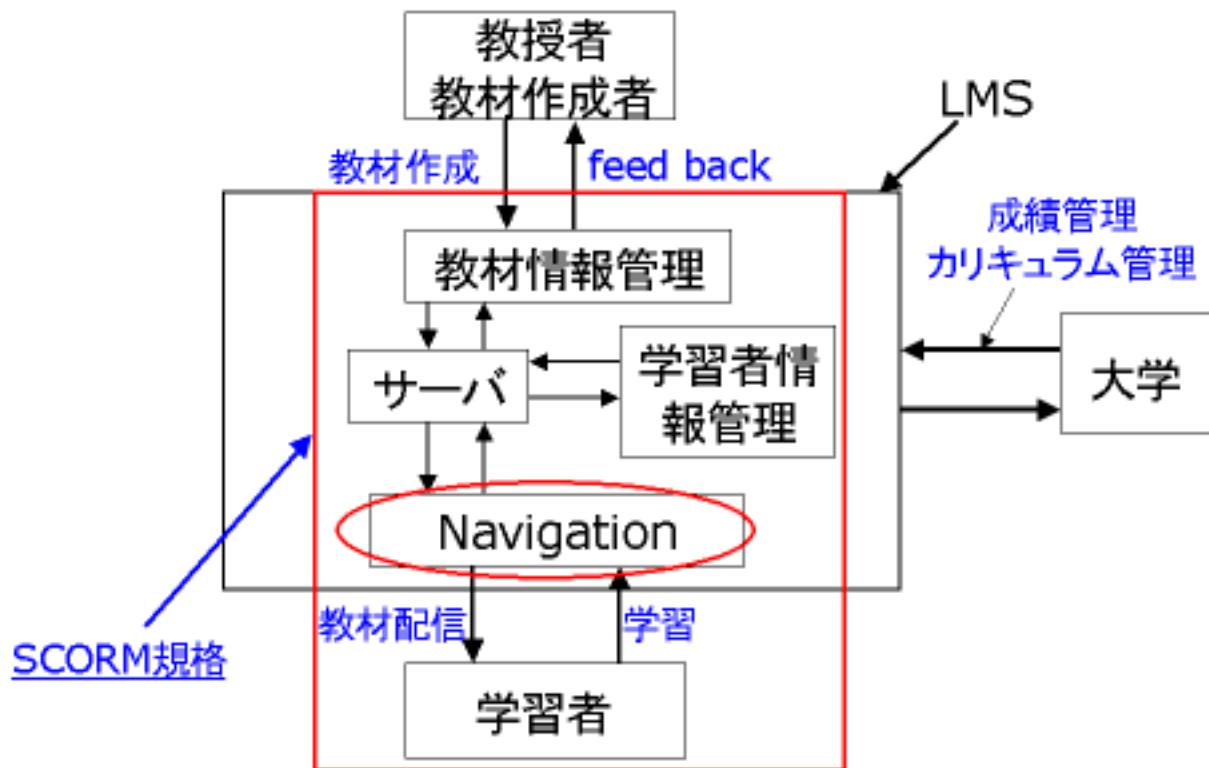 教授者
教材作成者
LMS
教材作成
feed back
成績管理
カリキュラム管理
教材情報管理
学習者情
報管理
サーバ
大学
Navigation
教材配信
学習
SCORM規格
学習者